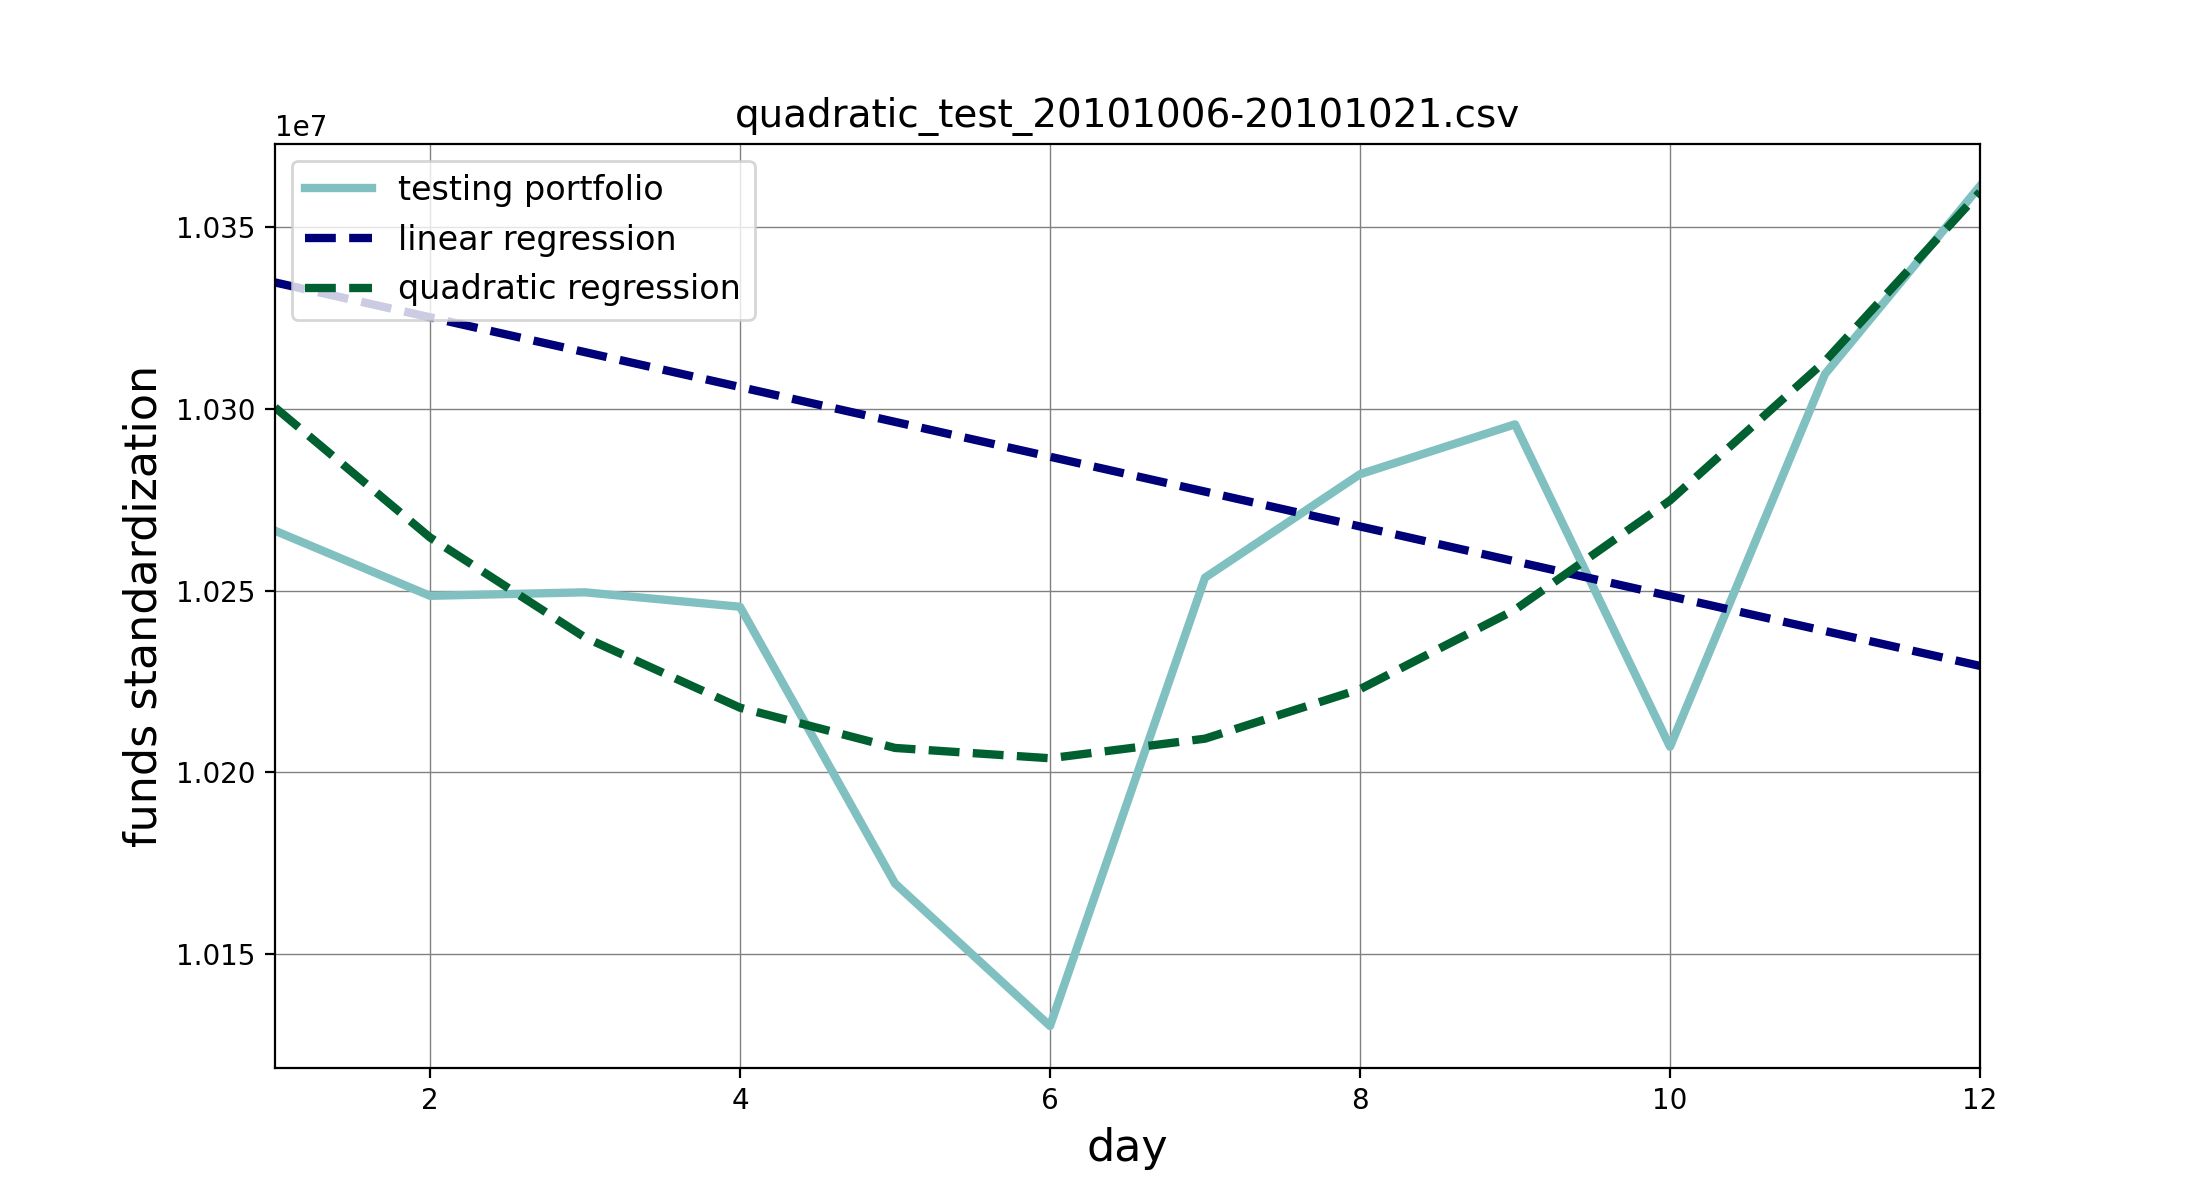 quadratic_test_20101006-20101021.csv
1e7
testing portfolio
linear regression
quadratic regression
1.035
1.030
1.025
1.020
1.015
funds standardization
2 4 6 8 10 12
day